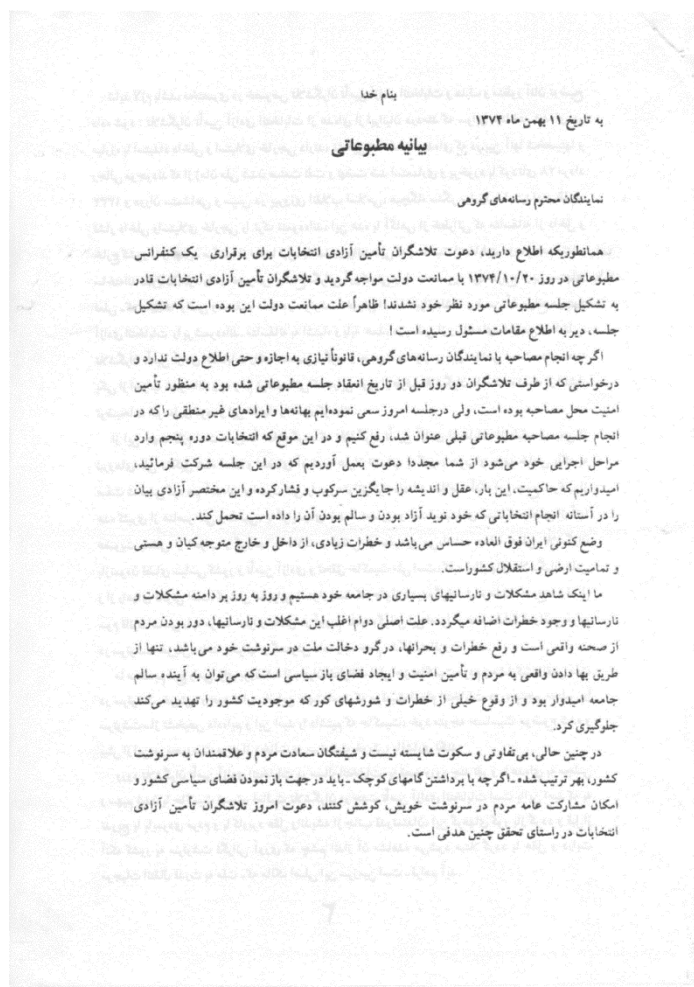 بنام خدا
به تاریخ ۱۱ بهمن ماه ۱۳۷۴
بیانیه مطبوعاتی
نمایندگان محترم رسانه‌های گروهی
همانطوریکه اطلاع دارید، دعوت تلاشگران تأمین آزادی انتخابات برای برقراری یک کنفرانس
مطبوعاتی در روز ۱۳۷۴/۱۰/۲۰ با ممانعت دولت مواجه گردید و تلاشگران تأمین آزادی انتخابات قادر
به تشکیل جلسه مطبوعاتی مورد نظر خود نشدند! ظاهراً علت ممانعت دولت این بوده است که تشکیل
جلسه، دیر به اطلاع مقامات مسئول رسیده است !
اگر چه انجام مصاحبه با نمایندگان رسانه‌های گروهی، قانوناً نیازی به اجازه و حتی اطلاع دولت ندارد و
درخواستی که از طرف تلاشگران دو روز قبل از تاریخ انعقاد جلسه مطبوعاتی شده بود به منظور تأمین
امنیت محل مصاحبه بوده است، ولی درجلسه امروز سعی نموده‌ایم بهانه‌ها و ایرادهای غیر منطقی را که در
انجام جلسه مصاحبه مطبوعاتی قبلی عنوان شد، رفع کنیم و در این موقع که انتخابات دوره پنجم وارد
مراحل اجرایی خود می‌شود از شما مجددا دعوت بعمل آوردیم که در این جلسه شرکت فرمائید،
امیدواریم که حاکمیت، این بار، عقل و اندیشه را جایگزین سرکوب و فشار کرده و این مختصر آزادی بیان
را در آستانه انجام انتخاباتی که خود نوید آزاد بودن و سالم بودن آن را داده است تحمل کند.
وضع کنونی ایران فوق العاده حساس می‌باشد و خطرات زیادی، از داخل و خارج متوجه کیان و هستی
و تمامیت ارضی و استقلال کشوراست.
ما اینک شاهد مشکلات و نارسائیهای بسیاری در جامعه خود هستیم و روز به روز بر دامنه مشکلات و
نارسائیها و وجود خطرات اضافه میگردد. علت اصلی دوام اغلب این مشکلات و نارسائیها، دور بودن مردم
از صحنه واقعی است و رفع خطرات و بحرانها، درگرو دخالت ملت در سرنوشت خود می‌باشد، تنها از
طریق بها دادن واقعی به مردم و تأمین امنیت و ایجاد فضای باز سیاسی است که می‌توان به آینده سالم
جامعه امیدوار بود و از وقوع خیلی از خطرات و شورشهای کور که موجودیت کشور را تهدید می‌کند
جلوگیری کرد.
در چنین حالی، بی‌تفاوتی و سکوت شایسته نیست و شیفتگان سعادت مردم و علاقمندان به سرنوشت
کشور، بهر ترتیب شده - اگر چه با برداشتن گامهای کوچک - باید درجهت باز نمودن فضای سیاسی کشور و
امکان مشارکت عامه مردم در سرنوشت خویش، کوشش کنند، دعوت امروز تلاشگران تأمین آزادی
انتخابات در راستای تحقق چنین هدفی است.